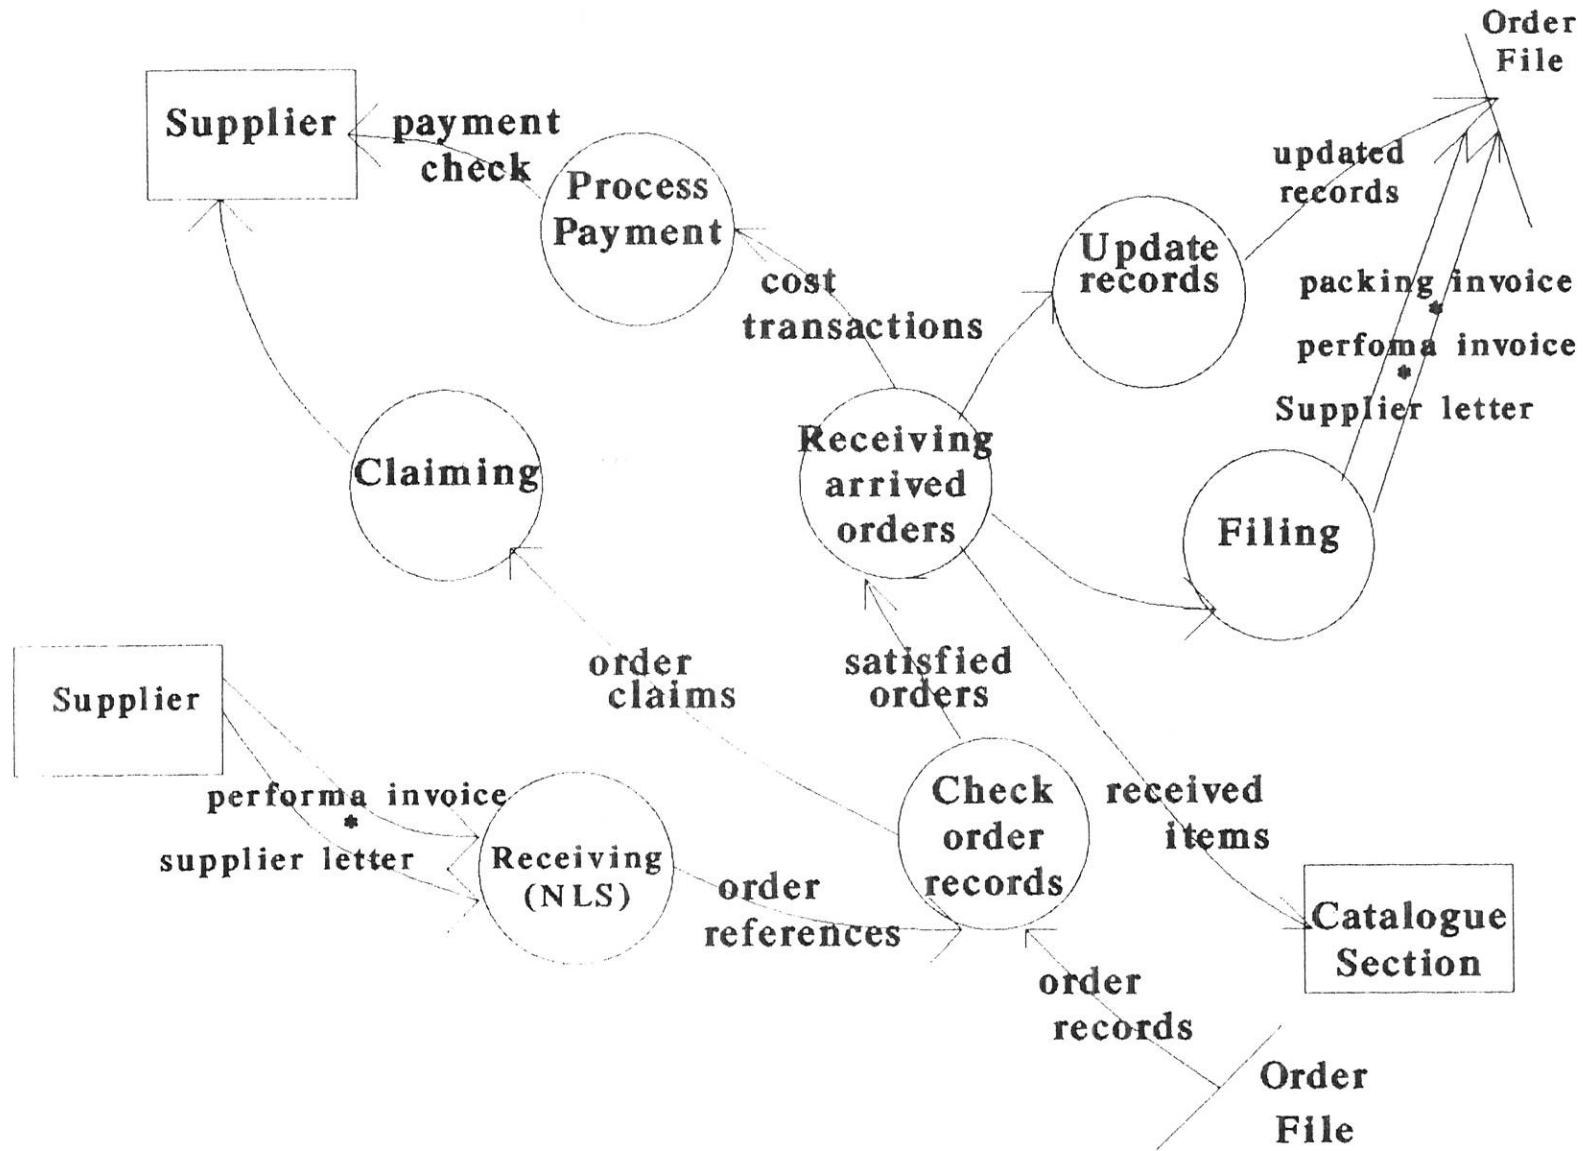 Order
File
Supplier
payment
check
Process
Payment
updated
records
Update
records
cost
transactions
packing invoice
*
perfoma invoice
*
Supplier letter
Receiving
arrived
orders
Claiming
Filing
order
claims
satisfied
orders
Supplier
performa invoice
*
supplier letter
Receiving
(NLS)
Check
order
records
received
items
order
references
Catalogue
Section
order
records
Order
File